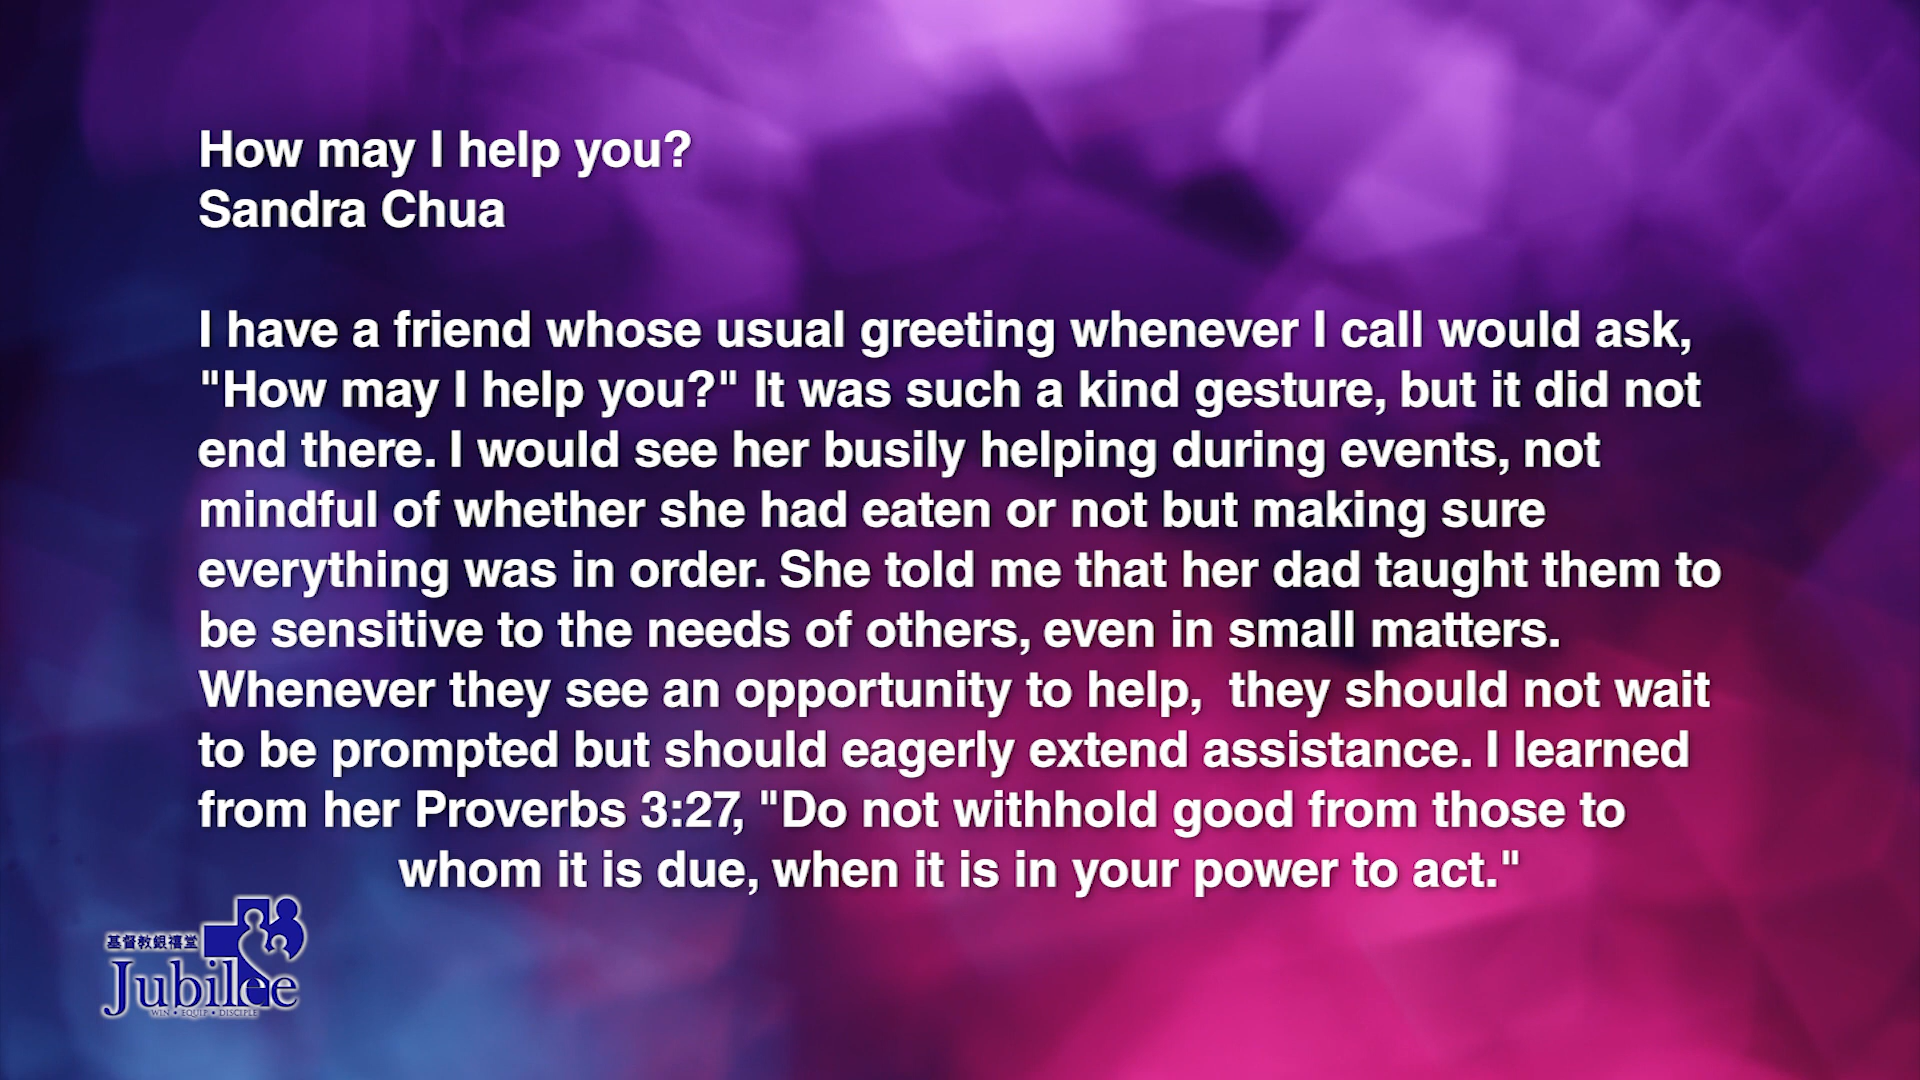 How may I help you?
Sandra Chua
I have a friend whose usual greeting whenever I call would ask,
"How may I help you?" It was such a kind gesture, but it did not
end there. I would see her busily helping during events, not
mindful of whether she had eaten or not but making sure
everything was in order. She told me that her dad taught them to
be sensitive to the needs of others, even in small matters.
Whenever they see an opportunity to help,  they should not wait
to be prompted but should eagerly extend assistance. I learned
from her Proverbs 3:27, "Do not withhold good from those to
whom it is due, when it is in your power to act."
基督教銀禧堂
Jubilee
WIN • EQUIP • DISCIPLE